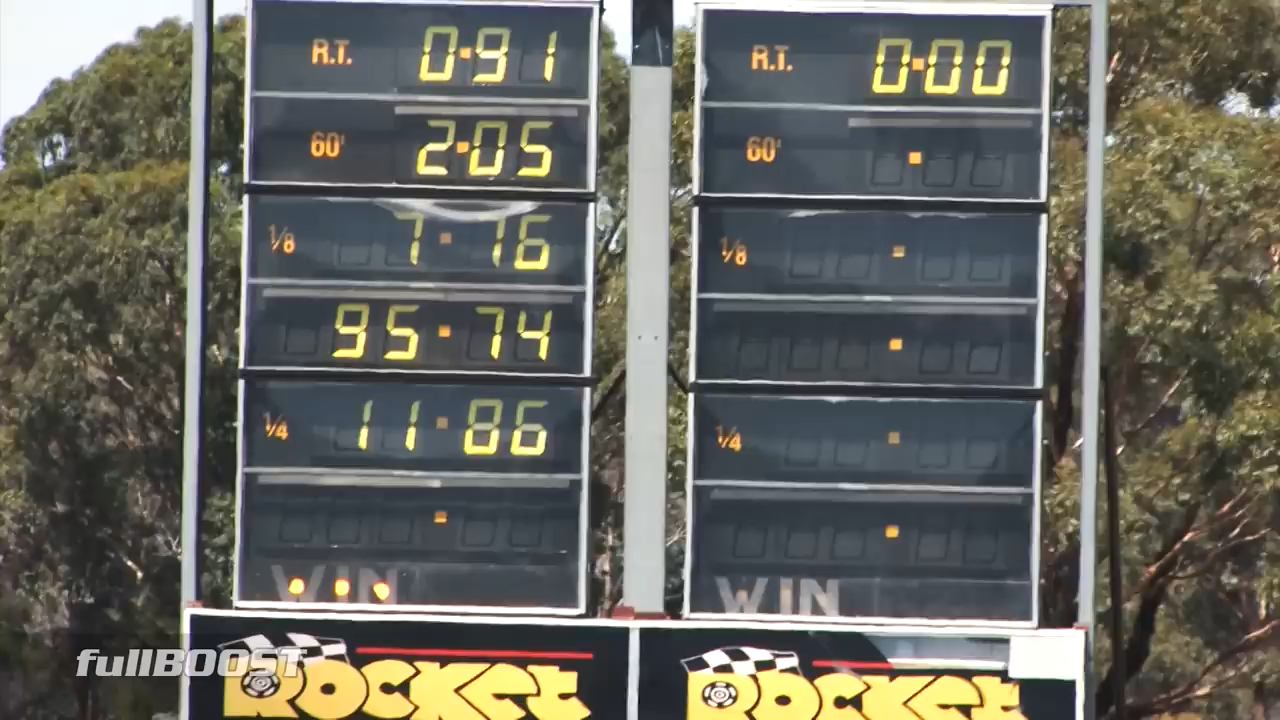 R.T. 0.91
60' 2.05
1/8 7.76
95.74
1/4 11.86
WIN
R.T. 0.00
60'
1/8
1/4
WIN
fullBOOST
ROCKET ROCKET